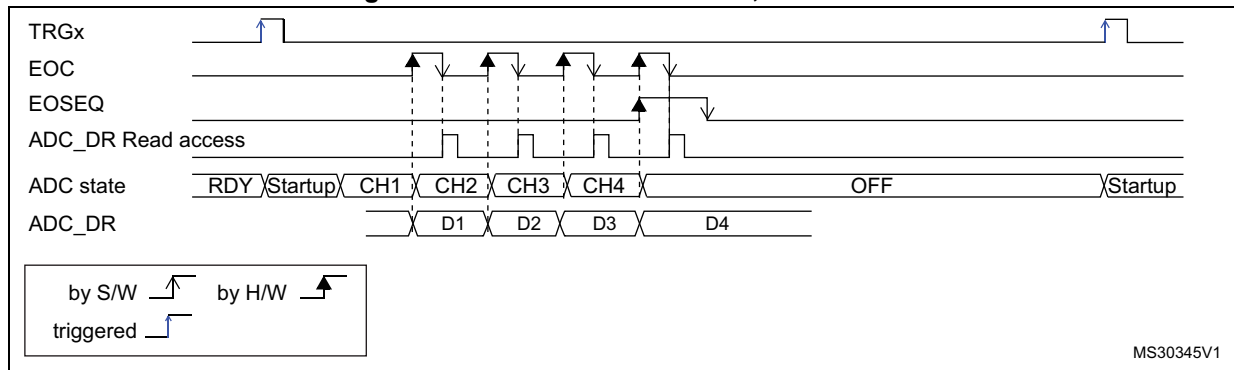 TRGx
EOC
EOSEQ
ADC_DR Read access
ADC state RDY Startup CH1 CH2 CH3 CH4 OFF Startup
ADC_DR D1 D2 D3 D4
by S/W by H/W
triggered
MS30345V1